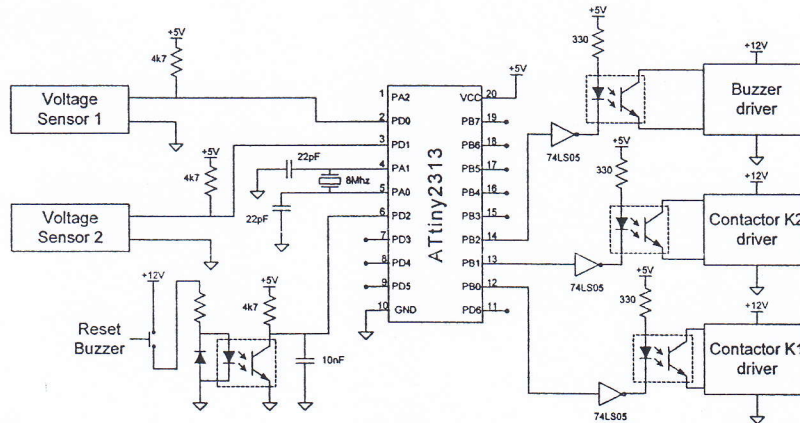 +5V
4k7
Voltage
Sensor 1
+5V
4k7
Voltage
Sensor 2
22pF
22pF
8Mhz
+12V
Reset
Buzzer
+5V
4k7
10nF
ATtiny2313
1 PA2
2 PD0
3 PD1
4 PA1
5 PA0
6 PD2
7 PD3
8 PD4
9 PD5
10 GND
VCC 20
PB7 19
PB6 18
PB5 17
PB4 16
PB3 15
PB2 14
PB1 13
PB0 12
PD6 11
+5V
+5V
330
74LS05
+12V
Buzzer
driver
+5V
330
74LS05
+12V
Contactor K2
driver
+5V
330
74LS05
+12V
Contactor K1
driver